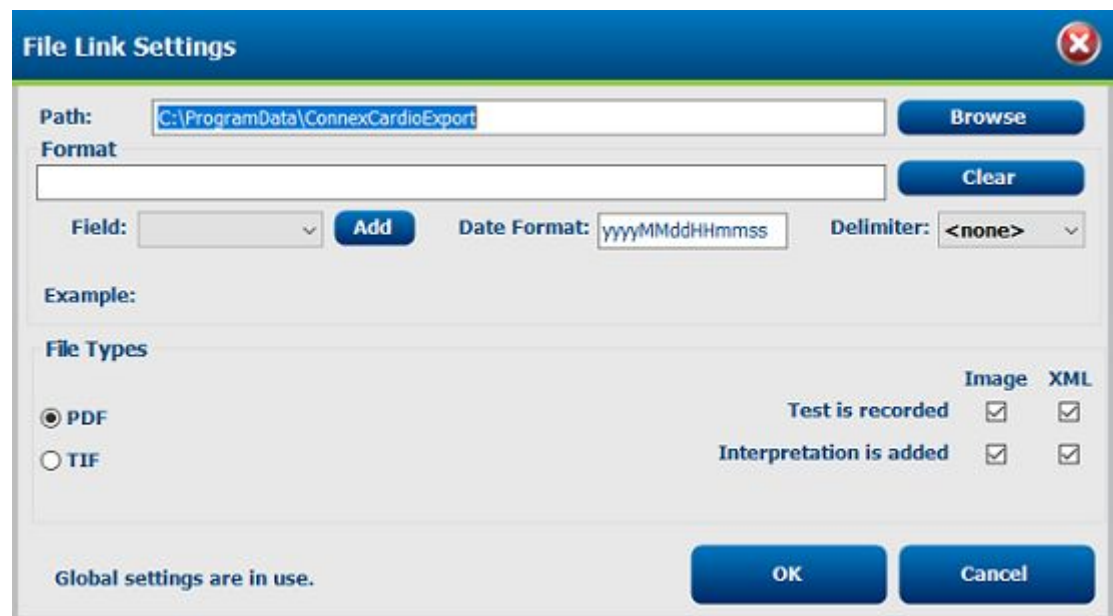 File Link Settings
Path: C:\ProgramData\ConnexCardioExport Browse
Format
Clear
Field: Add Date Format: yyyyMMddHHmmss Delimiter: <none>
Example:
File Types
Image XML
PDF Test is recorded
TIF Interpretation is added
Global settings are in use. OK Cancel